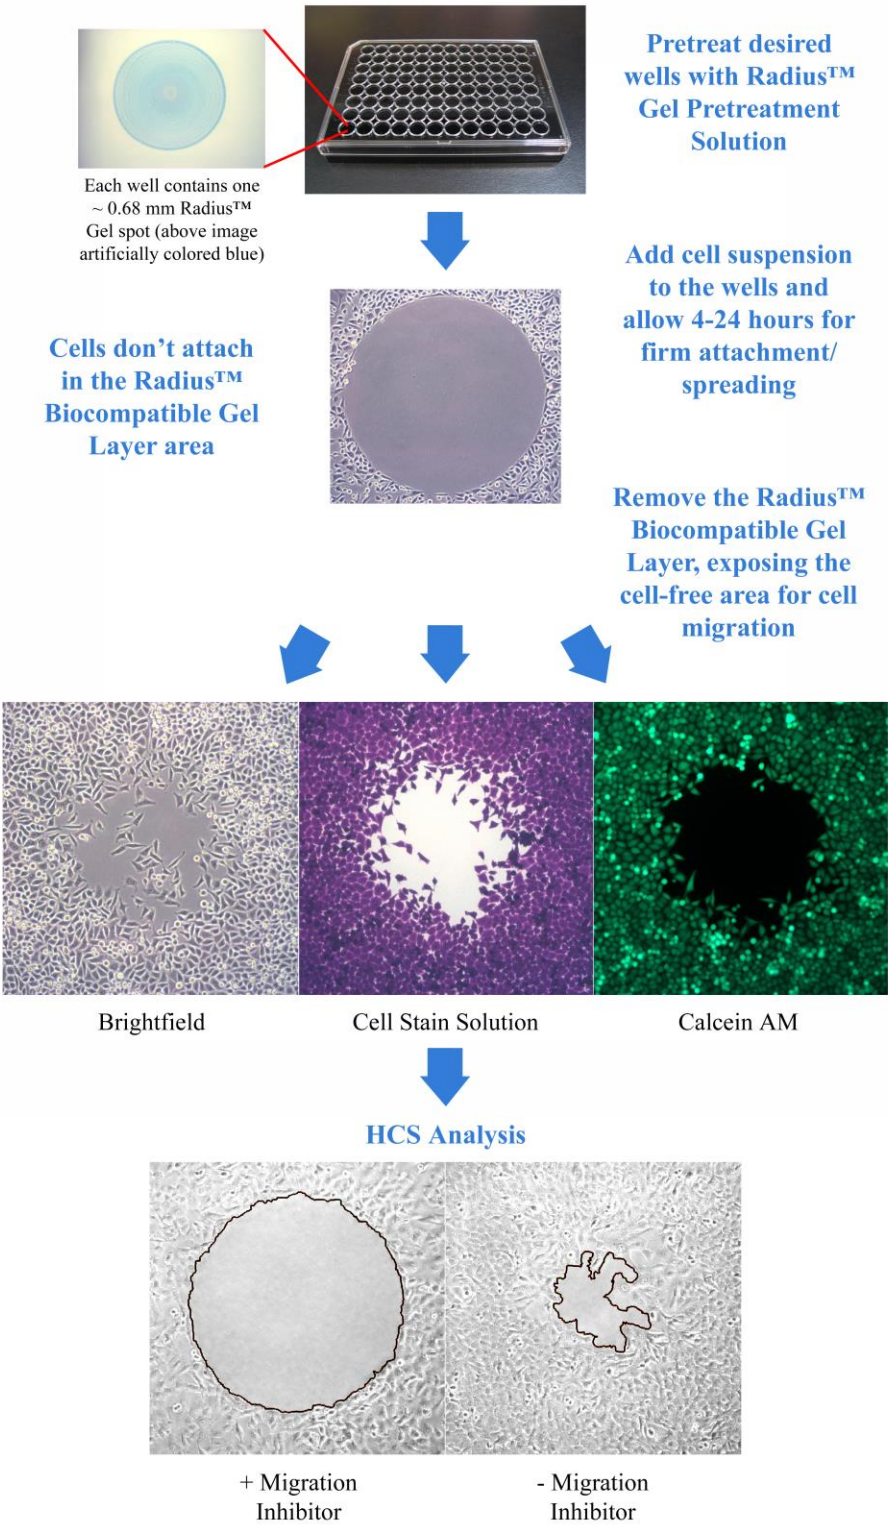 Pretreat desired
wells with Radius™
Gel Pretreatment
Solution
Each well contains one
~ 0.68 mm Radius™
Gel spot (above image
artificially colored blue)
Add cell suspension
to the wells and
allow 4-24 hours for
firm attachment/
spreading
Cells don’t attach
in the Radius™
Biocompatible Gel
Layer area
Remove the Radius™
Biocompatible Gel
Layer, exposing the
cell-free area for cell
migration
Brightfield
Cell Stain Solution
Calcein AM
HCS Analysis
+ Migration
Inhibitor
- Migration
Inhibitor